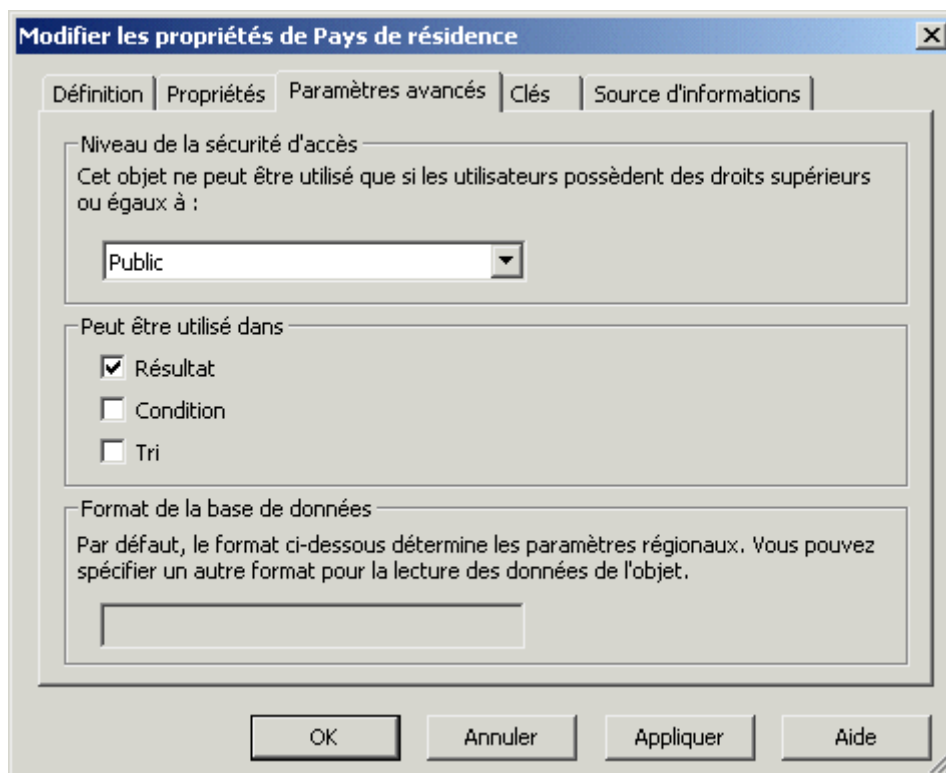 Modifier les propriétés de Pays de résidence
Définition
Propriétés
Paramètres avancés
Clés
Source d'informations
Niveau de la sécurité d'accès
Cet objet ne peut être utilisé que si les utilisateurs possèdent des droits supérieurs
ou égaux à :
Public
Peut être utilisé dans
Résultat
Condition
Tri
Format de la base de données
Par défaut, le format ci-dessous détermine les paramètres régionaux. Vous pouvez
spécifier un autre format pour la lecture des données de l'objet.
OK
Annuler
Appliquer
Aide